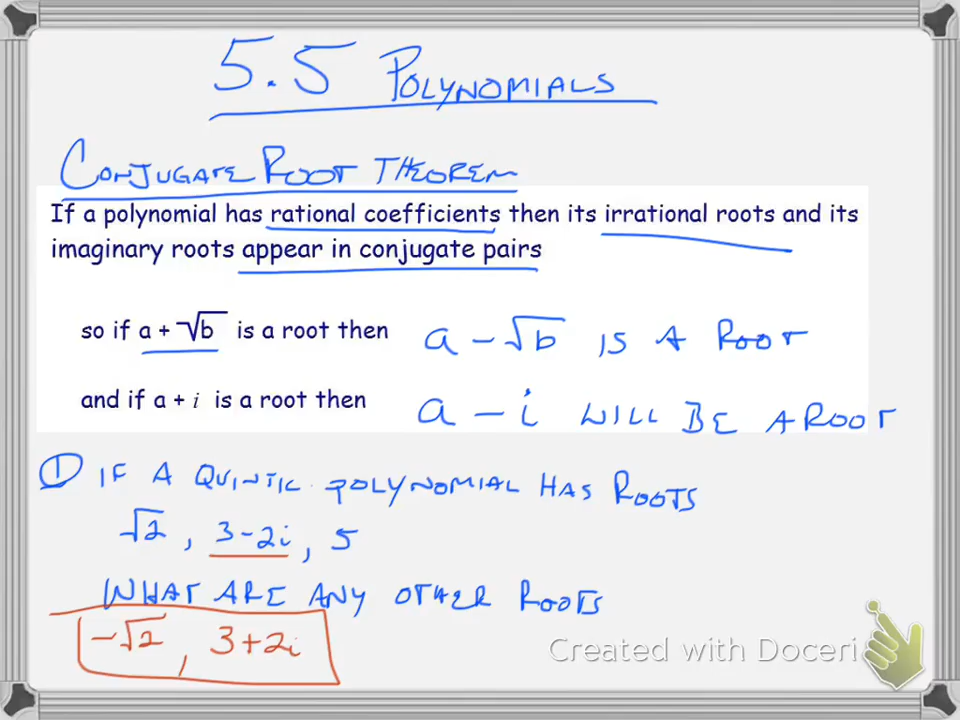 5.5 POLYNOMIALS
CONJUGATE ROOT THEOREM
If a polynomial has rational coefficients then its irrational roots and its
imaginary roots appear in conjugate pairs
so if a + √b is a root then a - √b IS A ROOT
and if a + i is a root then a - i WILL BE A ROOT
① IF A QUINTIC POLYNOMIAL HAS ROOTS
√2, 3-2i, 5
WHAT ARE ANY OTHER ROOTS
-√2, 3+2i
Created with Doceri